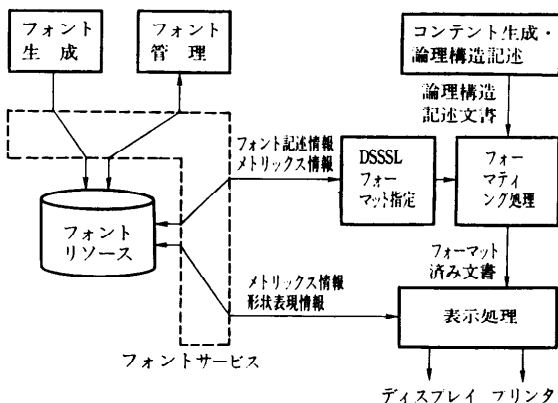 フォント
生 成
フォント
管 理
コンテント生成・
論理構造記述
論理構造
記述文書
フォント記述情報
メトリックス情報
DSSSL
フォー
マット指定
フォー
マティ
ング処理
フォント
リソース
フォーマット
済み文書
メトリックス情報
形状表現情報
表示処理
フォントサービス
ディスプレイ プリンタ